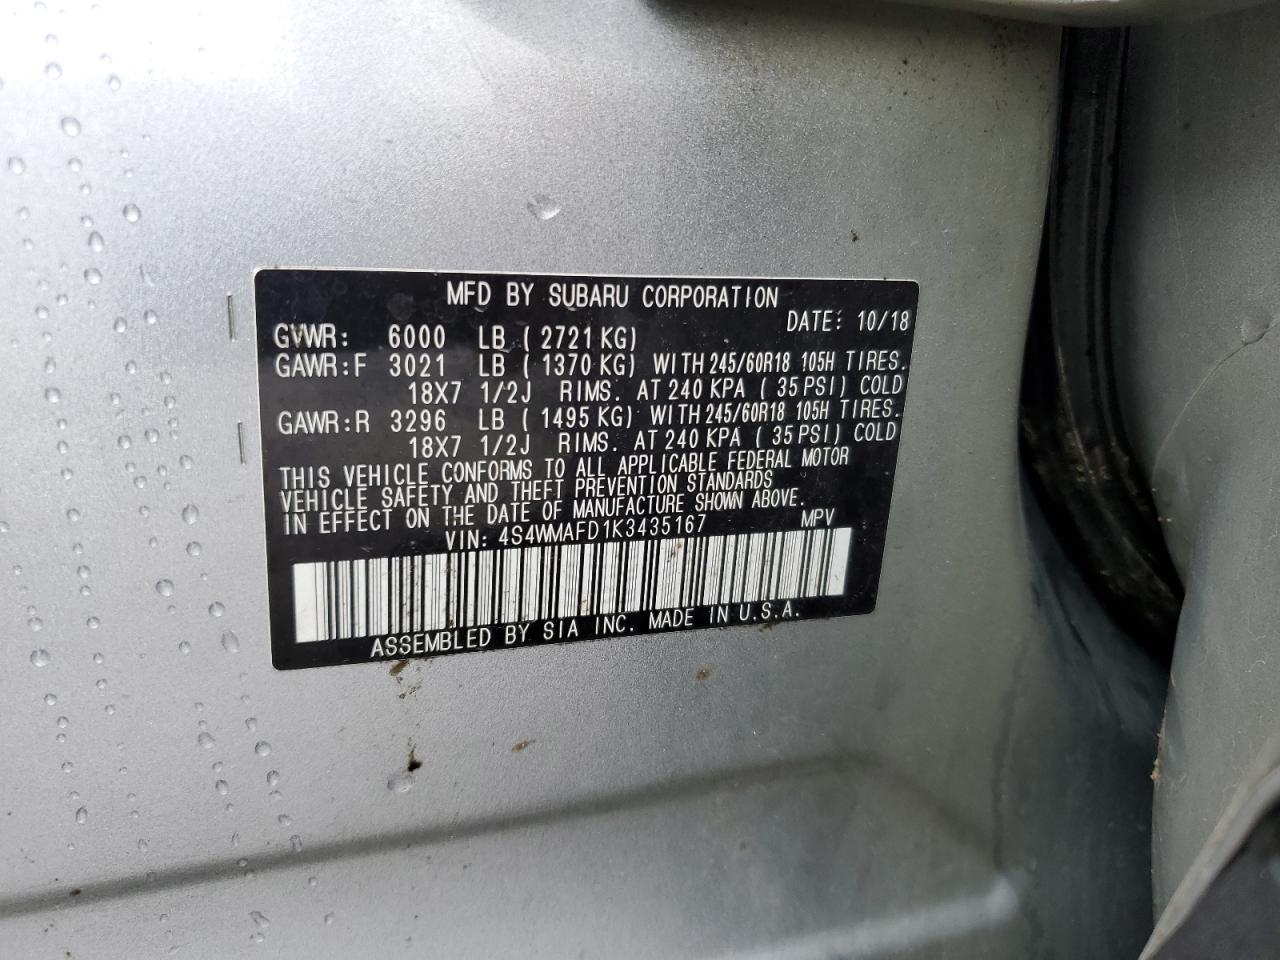 MFD BY SUBARU CORPORATION
DATE: 10/18
GVWR: 6000 LB ( 2721 KG)
GAWR:F 3021 LB ( 1370 KG) WITH 245/60R18 105H TIRES.
18X7 1/2J RIMS. AT 240 KPA ( 35 PSI) COLD
GAWR:R 3296 LB ( 1495 KG) WITH 245/60R18 105H TIRES.
18X7 1/2J RIMS. AT 240 KPA ( 35 PSI) COLD
THIS VEHICLE CONFORMS TO ALL APPLICABLE FEDERAL MOTOR
VEHICLE SAFETY AND THEFT PREVENTION STANDARDS
IN EFFECT ON THE DATE OF MANUFACTURE SHOWN ABOVE.
VIN: 4S4WMAFD1K3435167 MPV
ASSEMBLED BY SIA INC. MADE IN U.S.A.